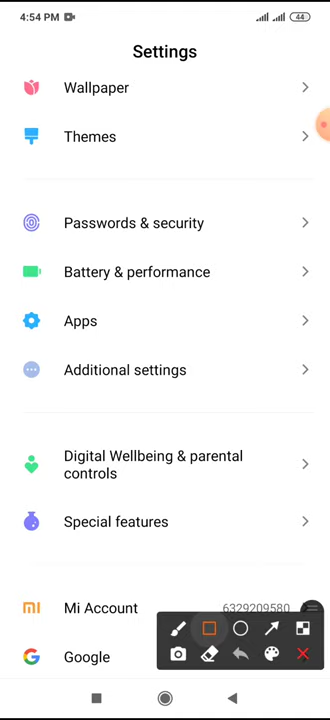 4:54 PM
44
Settings
Wallpaper
Themes
Passwords & security
Battery & performance
Apps
Additional settings
Digital Wellbeing & parental
controls
Special features
Mi Account 6329209580
Google